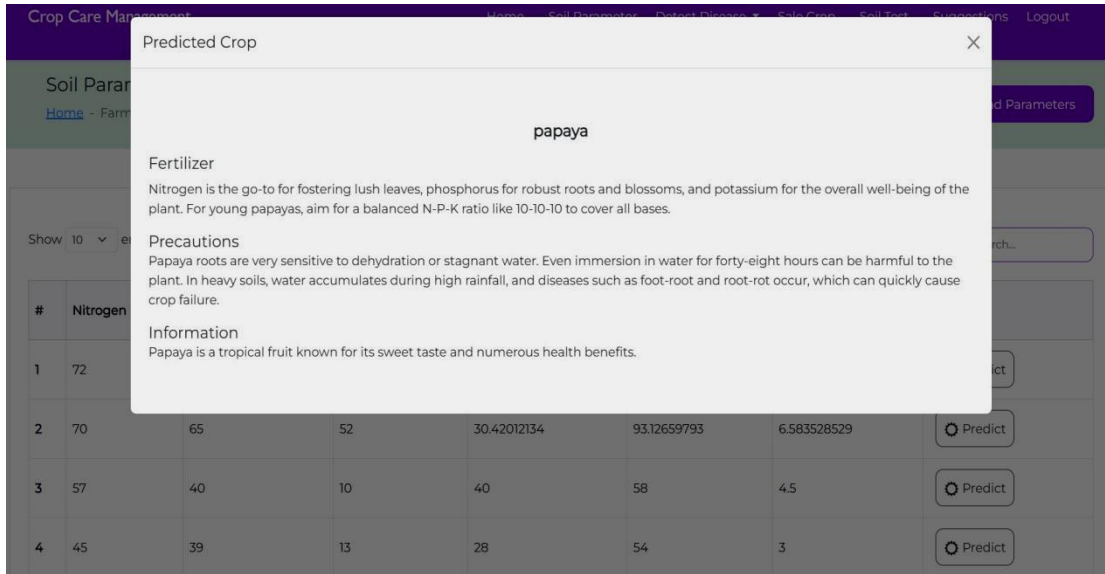 Crop Care Management Home Soil Parameter Detect Disease Sale Crop Soil Test Suggestions Logout
Predicted Crop
Soil Parar
Home - Farm
d Parameters
papaya
Fertilizer
Nitrogen is the go-to for fostering lush leaves, phosphorus for robust roots and blossoms, and potassium for the overall well-being of the
plant. For young papayas, aim for a balanced N-P-K ratio like 10-10-10 to cover all bases.
Show 10 e
rch...
Precautions
Papaya roots are very sensitive to dehydration or stagnant water. Even immersion in water for forty-eight hours can be harmful to the
plant. In heavy soils, water accumulates during high rainfall, and diseases such as foot-root and root-rot occur, which can quickly cause
crop failure.
# Nitrogen
Information
Papaya is a tropical fruit known for its sweet taste and numerous health benefits.
1 72 ict
2 70 65 52 30.42012134 93.12659793 6.583528529 Predict
3 57 40 10 40 58 4.5 Predict
4 45 39 13 28 54 3 Predict